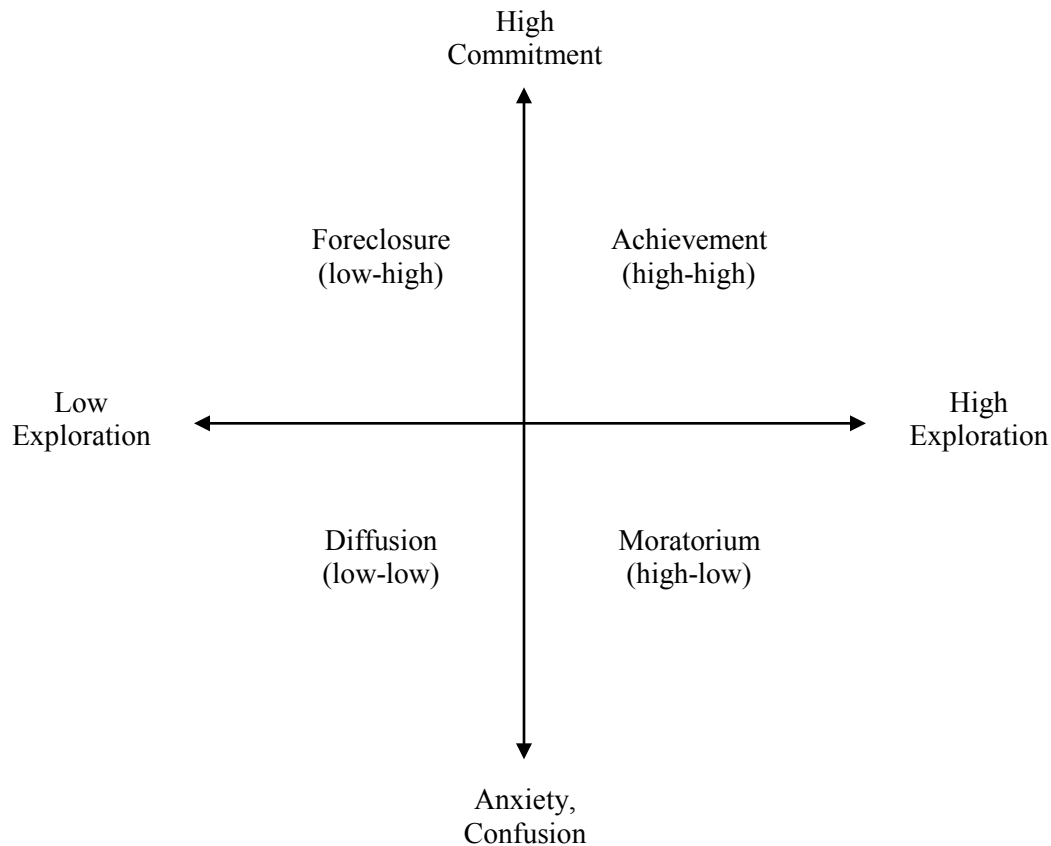 High
Commitment
Foreclosure
(low-high)
Achievement
(high-high)
Low
Exploration
High
Exploration
Diffusion
(low-low)
Moratorium
(high-low)
Anxiety,
Confusion